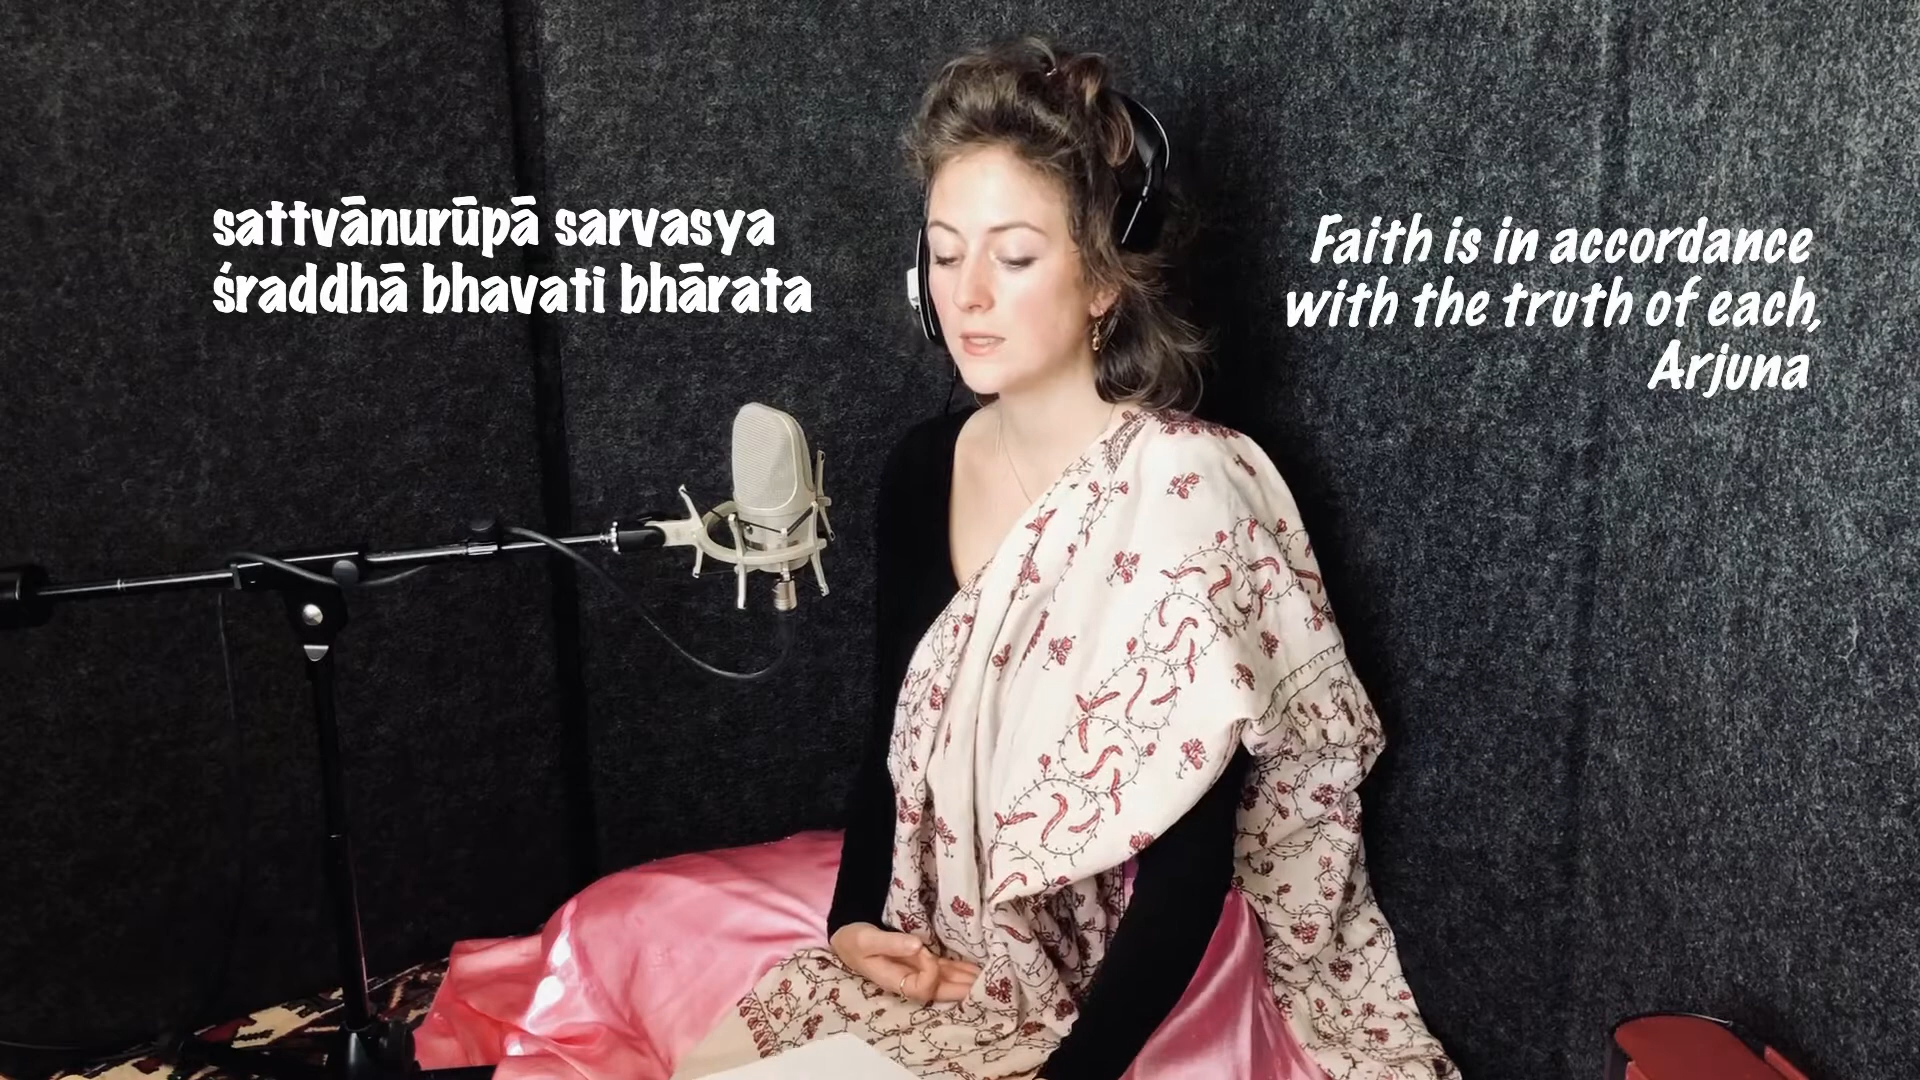 sattvānurūpā sarvasya
śraddhā bhavati bhārata
Faith is in accordance
with the truth of each,
Arjuna